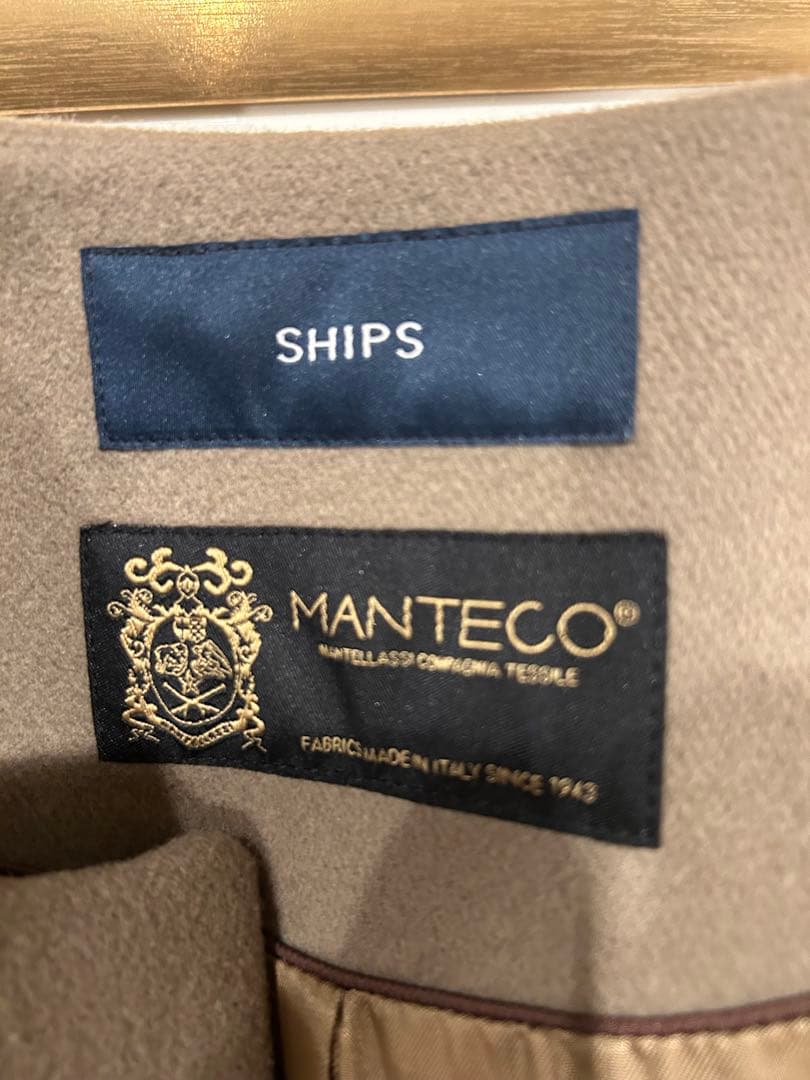 SHIPS
MANTECO®
MANTELLASSI COMPAGNIA TESSILE
FABRICS MADE IN ITALY SINCE 1943